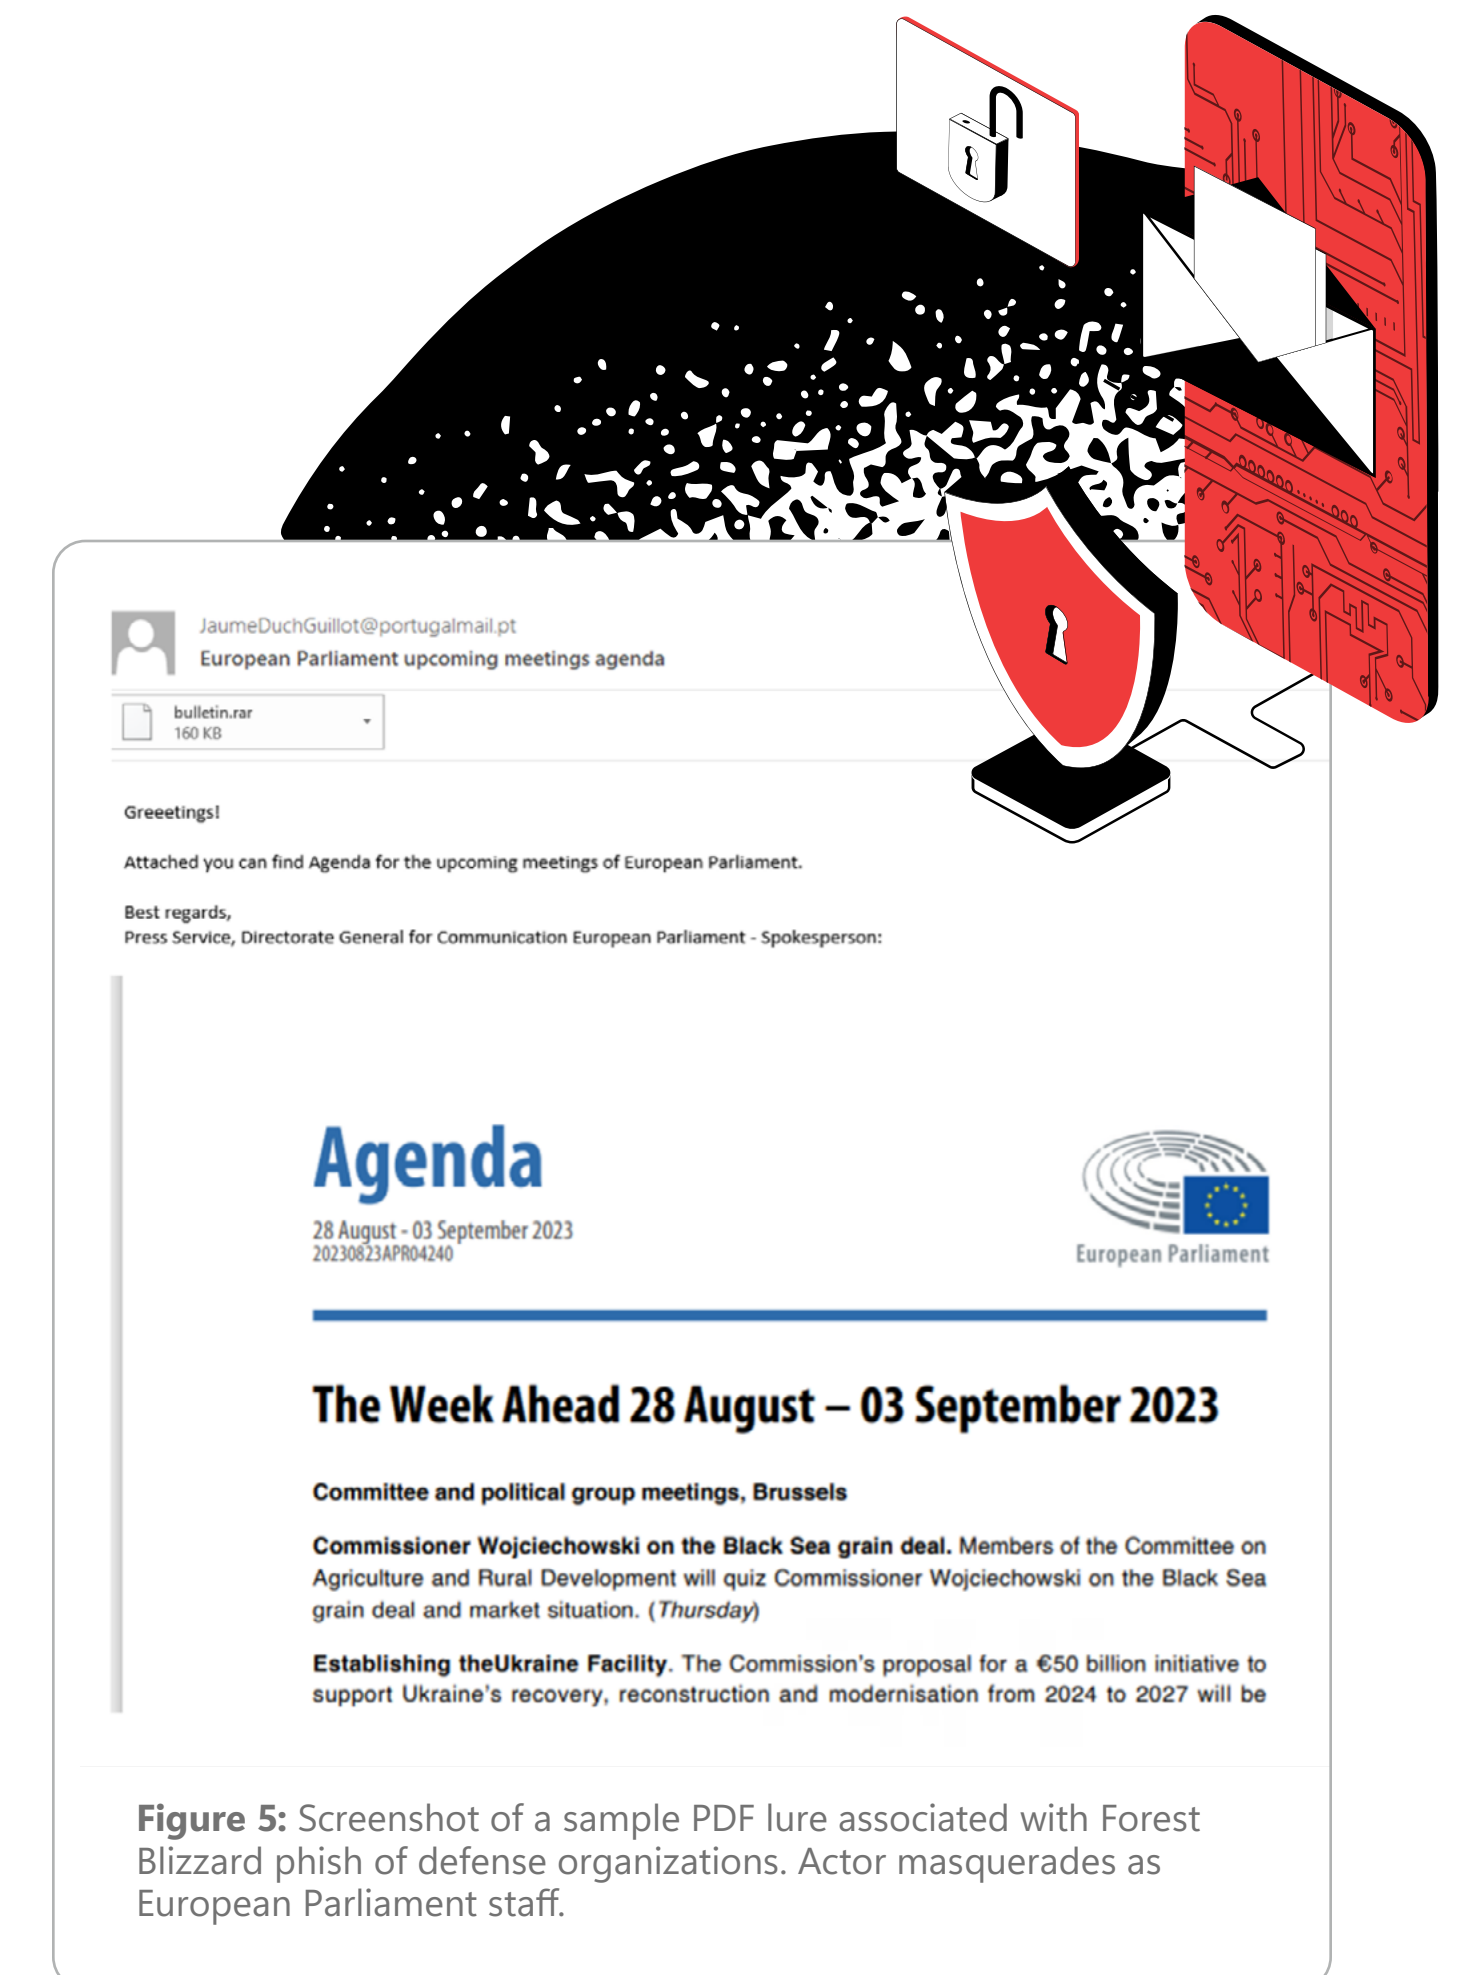 JaumeDuchGuillot@portugalmail.pt
European Parliament upcoming meetings agenda
bulletin.rar
160 KB
Greeetings!
Attached you can find Agenda for the upcoming meetings of European Parliament.
Best regards,
Press Service, Directorate General for Communication European Parliament - Spokesperson:
Agenda
28 August - 03 September 2023
20230823APR04240
European Parliament
The Week Ahead 28 August – 03 September 2023
Committee and political group meetings, Brussels
Commissioner Wojciechowski on the Black Sea grain deal. Members of the Committee on
Agriculture and Rural Development will quiz Commissioner Wojciechowski on the Black Sea
grain deal and market situation. (Thursday)
Establishing theUkraine Facility. The Commission's proposal for a €50 billion initiative to
support Ukraine's recovery, reconstruction and modernisation from 2024 to 2027 will be
Figure 5: Screenshot of a sample PDF lure associated with Forest
Blizzard phish of defense organizations. Actor masquerades as
European Parliament staff.